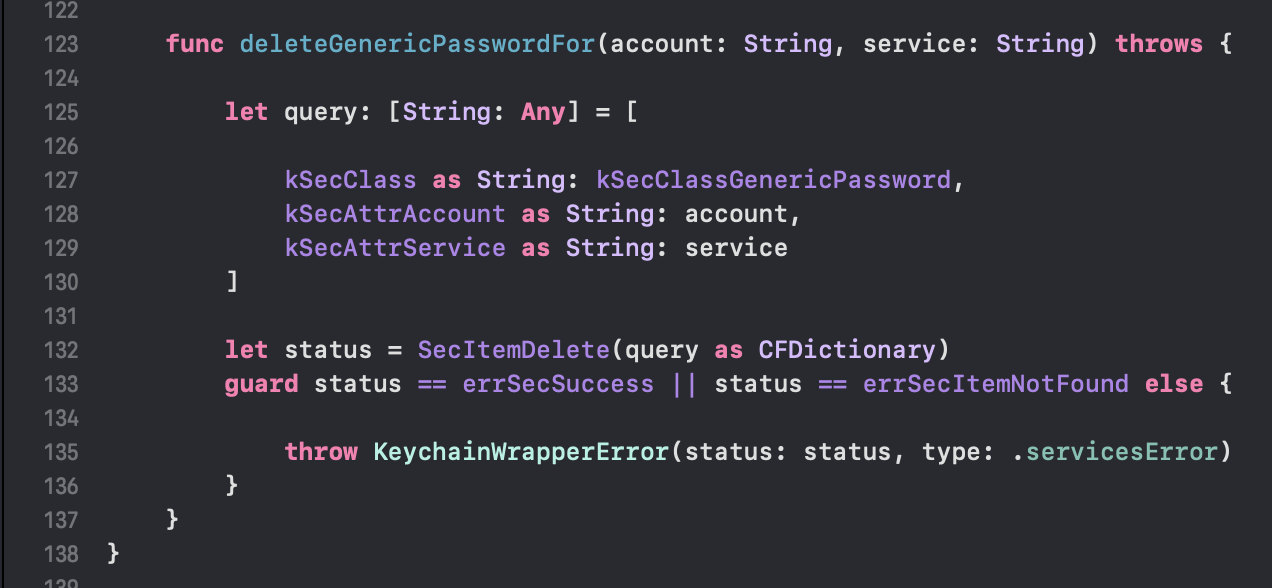 122
123 func deleteGenericPasswordFor(account: String, service: String) throws {
124
125 let query: [String: Any] = [
126
127 kSecClass as String: kSecClassGenericPassword,
128 kSecAttrAccount as String: account,
129 kSecAttrService as String: service
130 ]
131
132 let status = SecItemDelete(query as CFDictionary)
133 guard status == errSecSuccess || status == errSecItemNotFound else {
134
135 throw KeychainWrapperError(status: status, type: .servicesError)
136 }
137 }
138 }
139